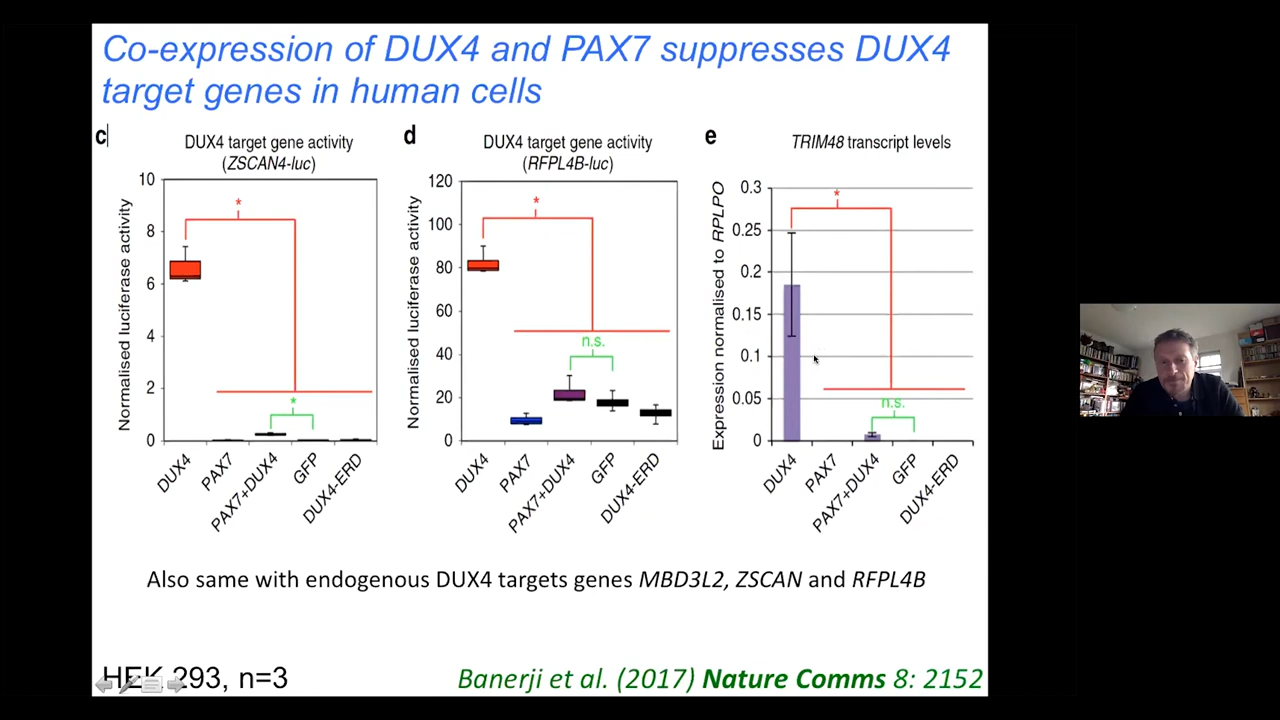 Co-expression of DUX4 and PAX7 suppresses DUX4
target genes in human cells
c
DUX4 target gene activity
(ZSCAN4-luc)
Normalised luciferase activity
10
8
6
4
2
0
*
*
DUX4
PAX7
PAX7+DUX4
GFP
DUX4-ERD
d
DUX4 target gene activity
(RFPL4B-luc)
Normalised luciferase activity
120
100
80
60
40
20
0
*
n.s.
DUX4
PAX7
PAX7+DUX4
GFP
DUX4-ERD
e
TRIM48 transcript levels
Expression normalised to RPLPO
0.3
0.25
0.2
0.15
0.1
0.05
0
*
n.s.
DUX4
PAX7
PAX7+DUX4
GFP
DUX4-ERD
Also same with endogenous DUX4 targets genes MBD3L2, ZSCAN and RFPL4B
HEK 293, n=3
Banerji et al. (2017) Nature Comms 8: 2152